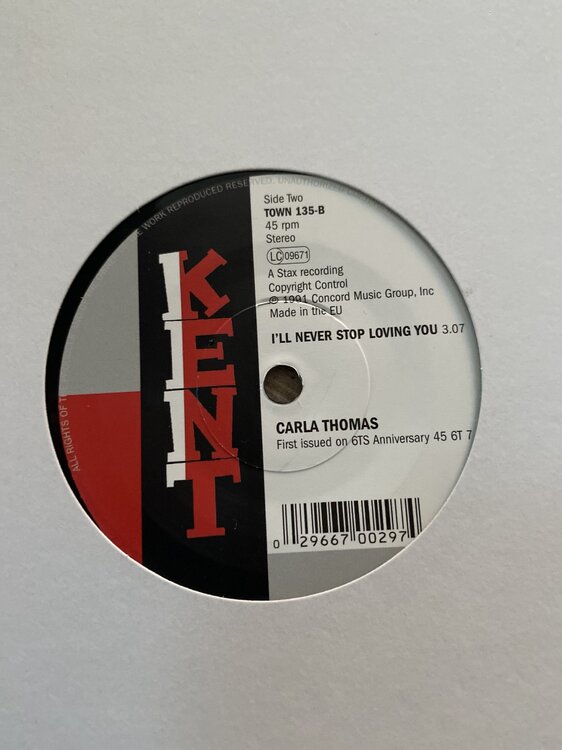 E WORK REPRODUCED RESERVED. UNAUTHORIZED
Side Two
TOWN 135-B
45 rpm
Stereo
LC 09671
A Stax recording
Copyright Control
℗ 1991 Concord Music Group, Inc
Made in the EU
I'LL NEVER STOP LOVING YOU 3.07
KENT
CARLA THOMAS
First issued on 6TS Anniversary 45 6T 7
ALL RIGHTS OF T
0 29667 00297